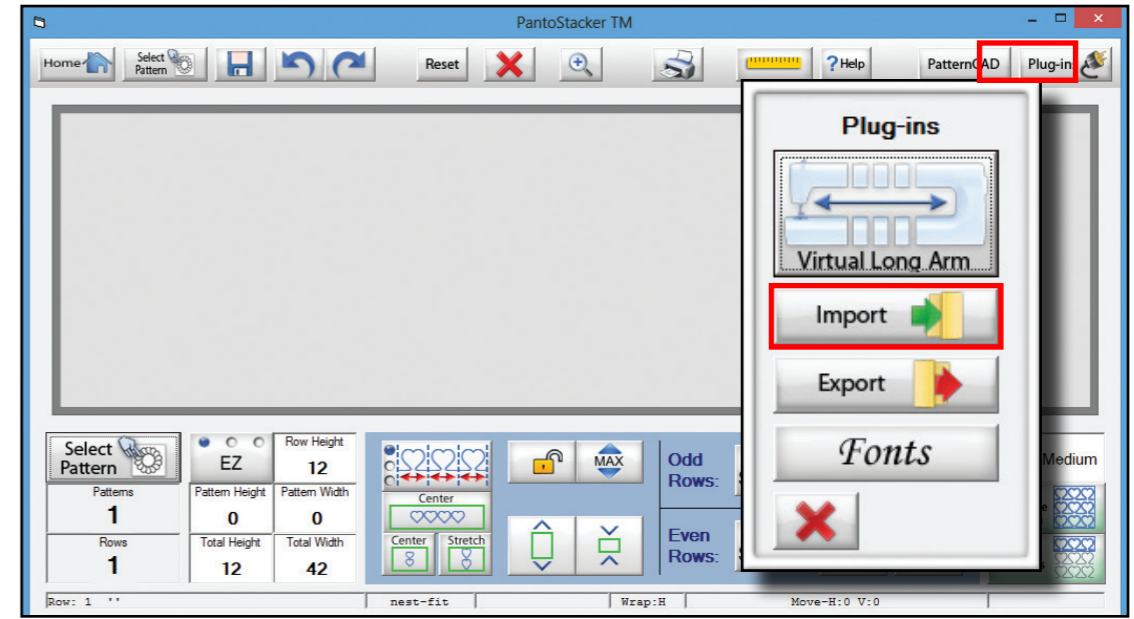 PantoStacker TM
Home
Select
Pattern
Reset
? Help
PatternCAD
Plug-in
Plug-ins
Virtual Long Arm
Import
Export
Fonts
Select
Pattern
EZ
Row Height
12
MAX
Odd
Rows:
Medium
Patterns
1
Pattern Height
0
Pattern Width
0
Center
Rows
1
Total Height
12
Total Width
42
Center
Stretch
Even
Rows:
Row: 1 ''
nest-fit
Wrap:H
Move-H:0 V:0